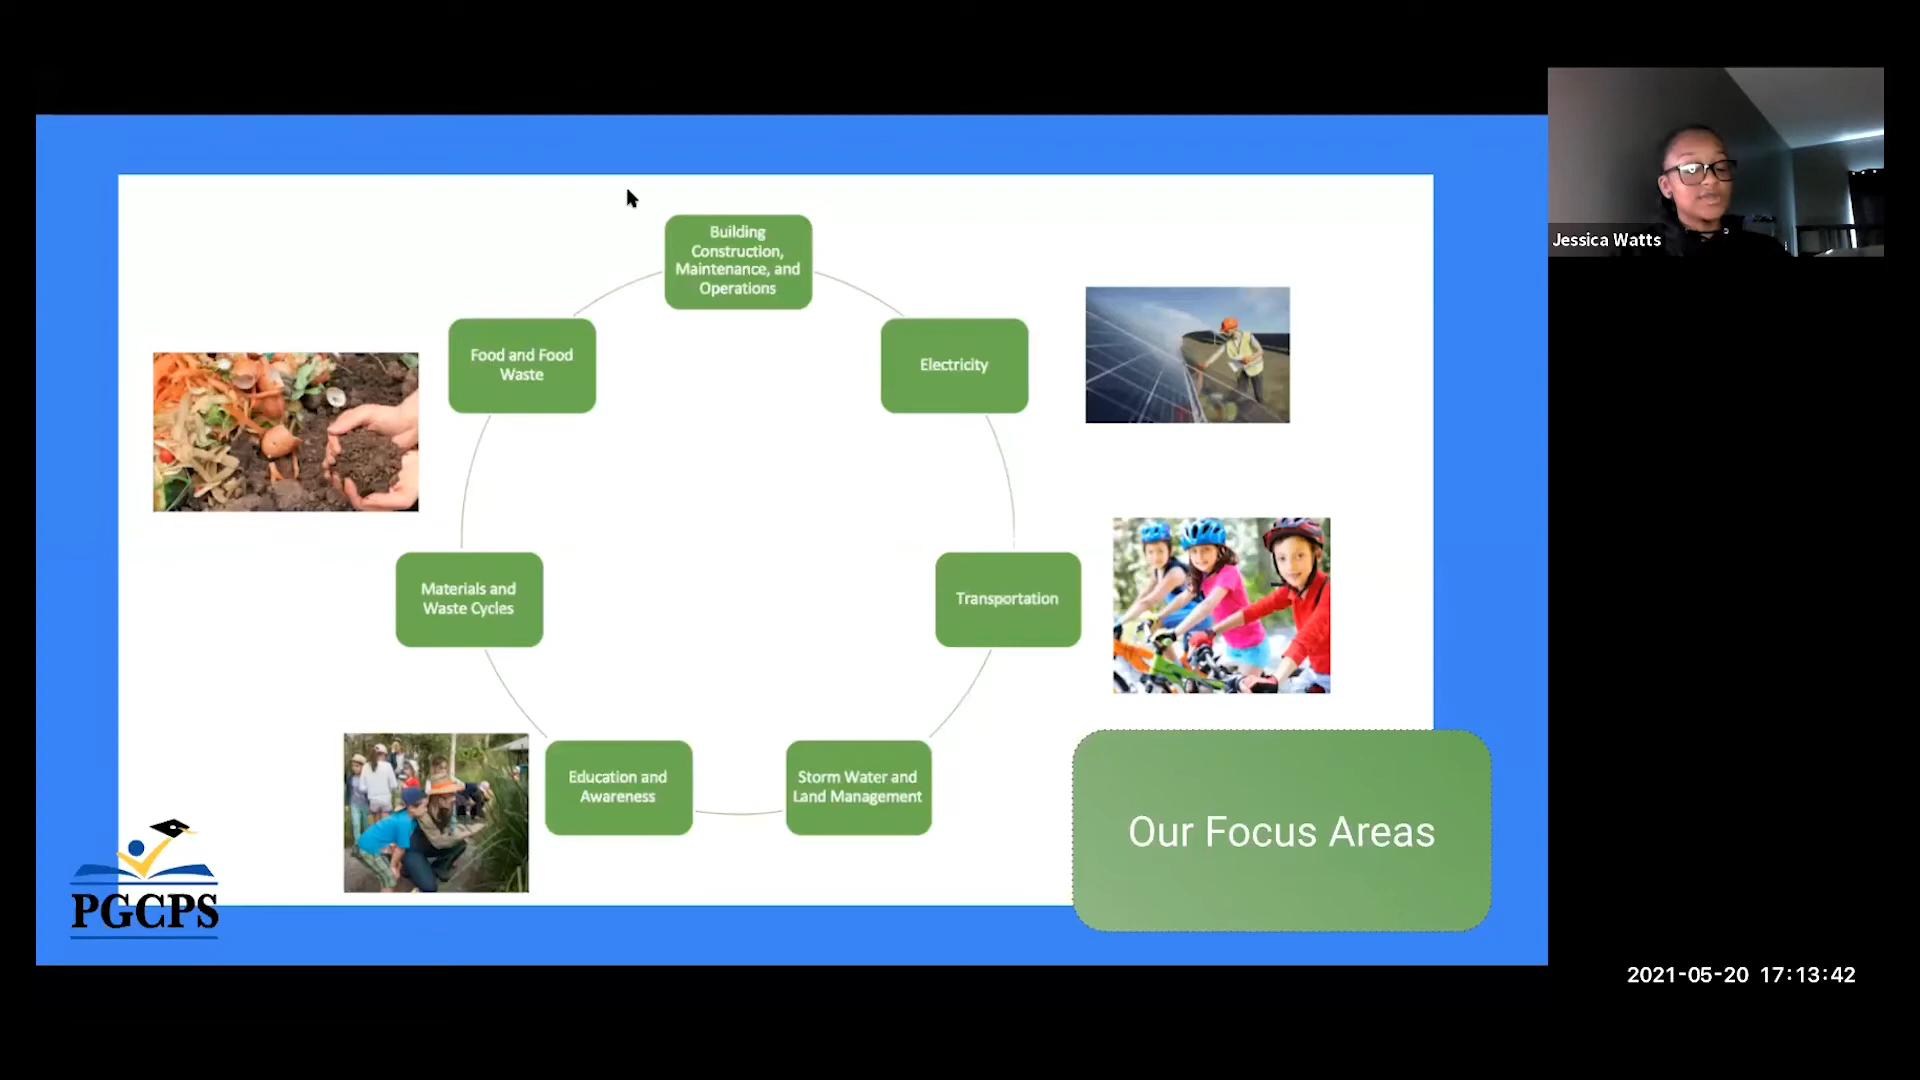 Building
Construction,
Maintenance, and
Operations
Food and Food
Waste
Electricity
Materials and
Waste Cycles
Transportation
Education and
Awareness
Storm Water and
Land Management
Our Focus Areas
PGCPS
Jessica Watts
2021-05-20 17:13:42